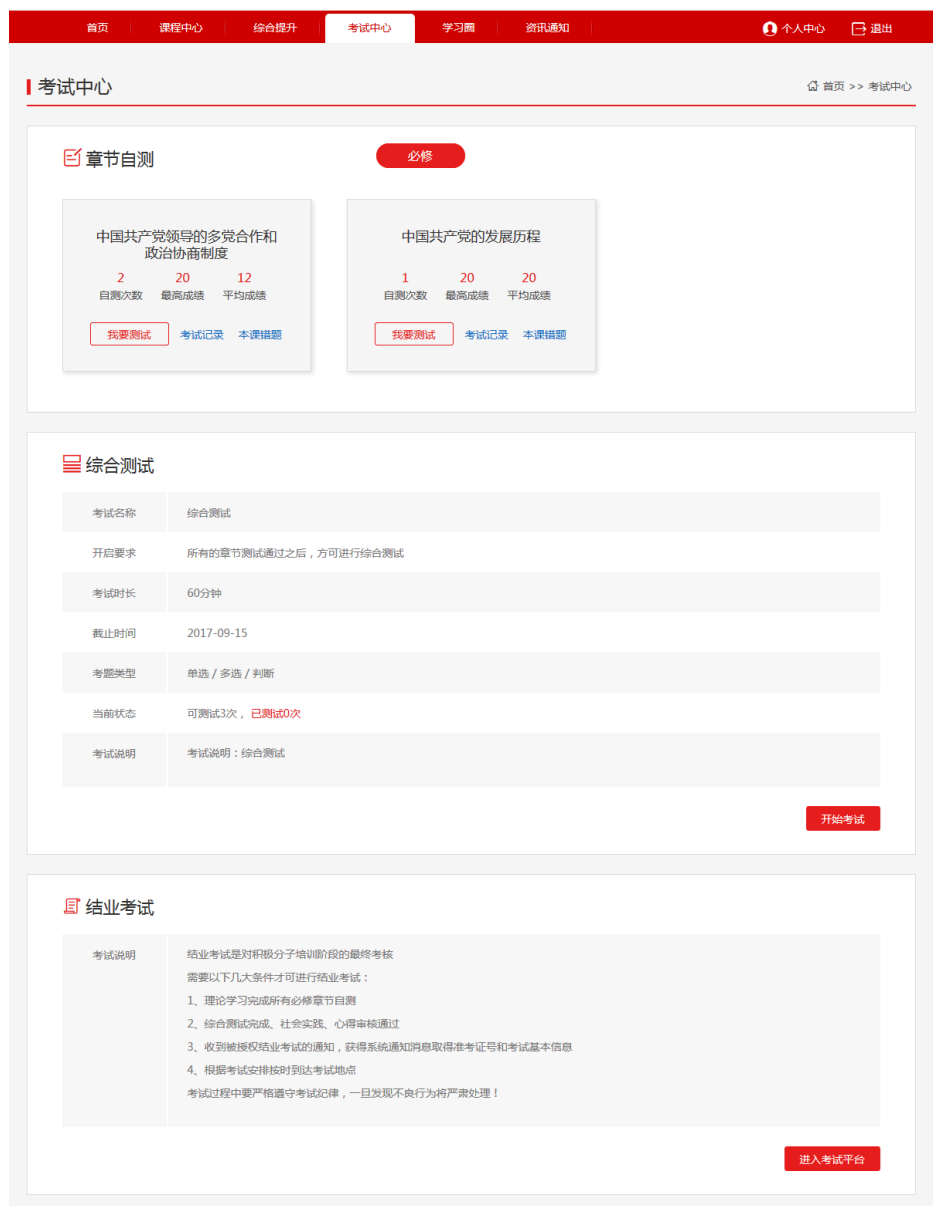 首页 课程中心 综合提升 考试中心 学习圈 资讯通知 个人中心 退出
考试中心
首页 >> 考试中心
章节自测
必修
中国共产党领导的多党合作和
政治协商制度
2 20 12
自测次数 最高成绩 平均成绩
我要测试 考试记录 本课错题
中国共产党的发展历程
1 20 20
自测次数 最高成绩 平均成绩
我要测试 考试记录 本课错题
综合测试
考试名称 综合测试
开启要求 所有的章节测试通过之后，方可进行综合测试
考试时长 60分钟
截止时间 2017-09-15
考题类型 单选 / 多选 / 判断
当前状态 可测试3次，已测试0次
考试说明 考试说明：综合测试
开始考试
结业考试
考试说明 结业考试是对积极分子培训阶段的最终考核
需要以下几大条件才可进行结业考试：
1、理论学习完成所有必修章节自测
2、综合测试完成、社会实践、心得审核通过
3、收到被授权结业考试的通知，获得系统通知消息取得准考证号和考试基本信息
4、根据考试安排按时到达考试地点
考试过程中要严格遵守考试纪律，一旦发现不良行为将严肃处理！
进入考试平台